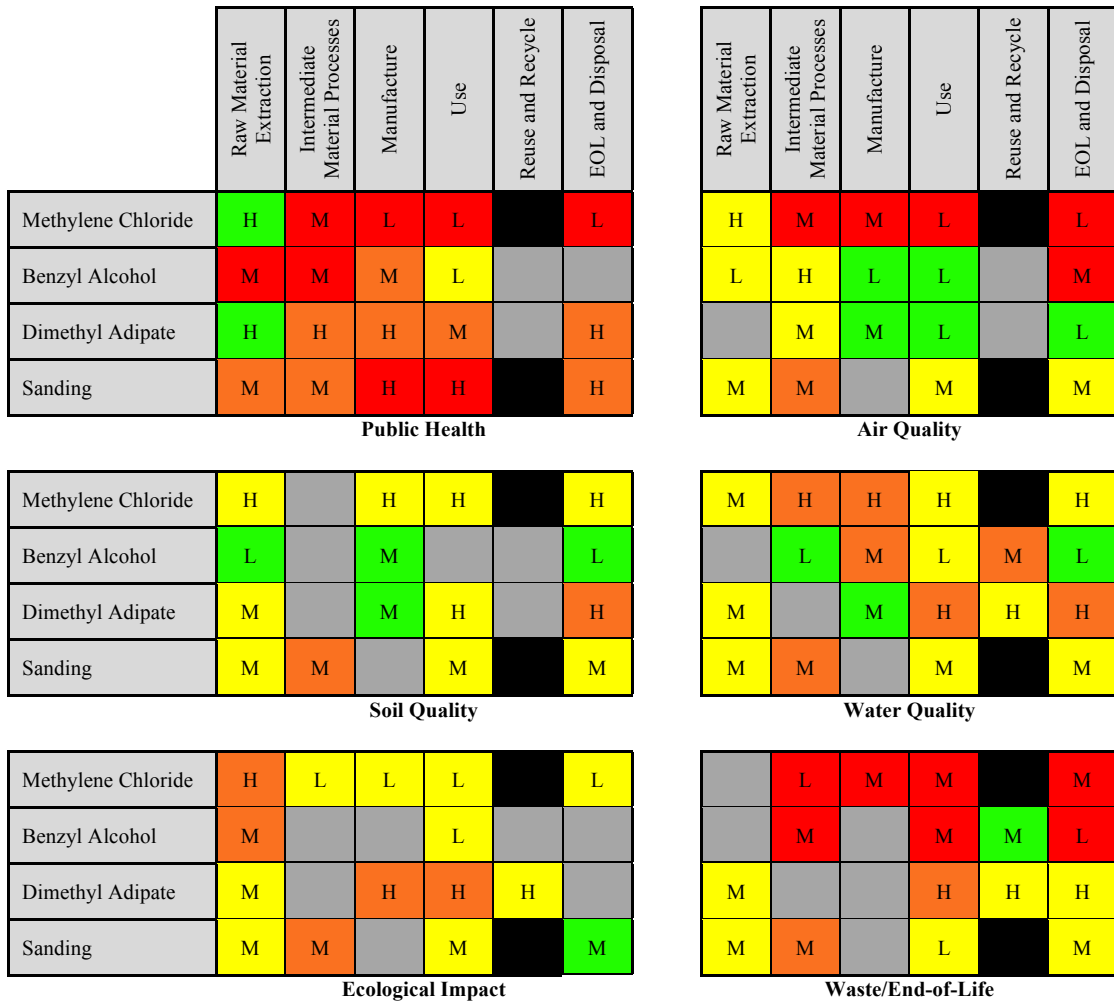 Raw Material
Extraction
Intermediate
Material Processes
Manufacture
Use
Reuse and Recycle
EOL and Disposal
Raw Material
Extraction
Intermediate
Material Processes
Manufacture
Use
Reuse and Recycle
EOL and Disposal
Methylene Chloride H M L L L
H M M L L
Benzyl Alcohol M M M L
L H L L M
Dimethyl Adipate H H H M H
M M L L
Sanding M M H H H
M M M M
Public Health
Air Quality
Methylene Chloride H H H H
M H H H H
Benzyl Alcohol L M L
L M L M L
Dimethyl Adipate M M H H
M M H H H
Sanding M M M M
M M M M
Soil Quality
Water Quality
Methylene Chloride H L L L L
L M M M
Benzyl Alcohol M L
M M M L
Dimethyl Adipate M H H H
M H H H
Sanding M M M M
M M L M
Ecological Impact
Waste/End-of-Life